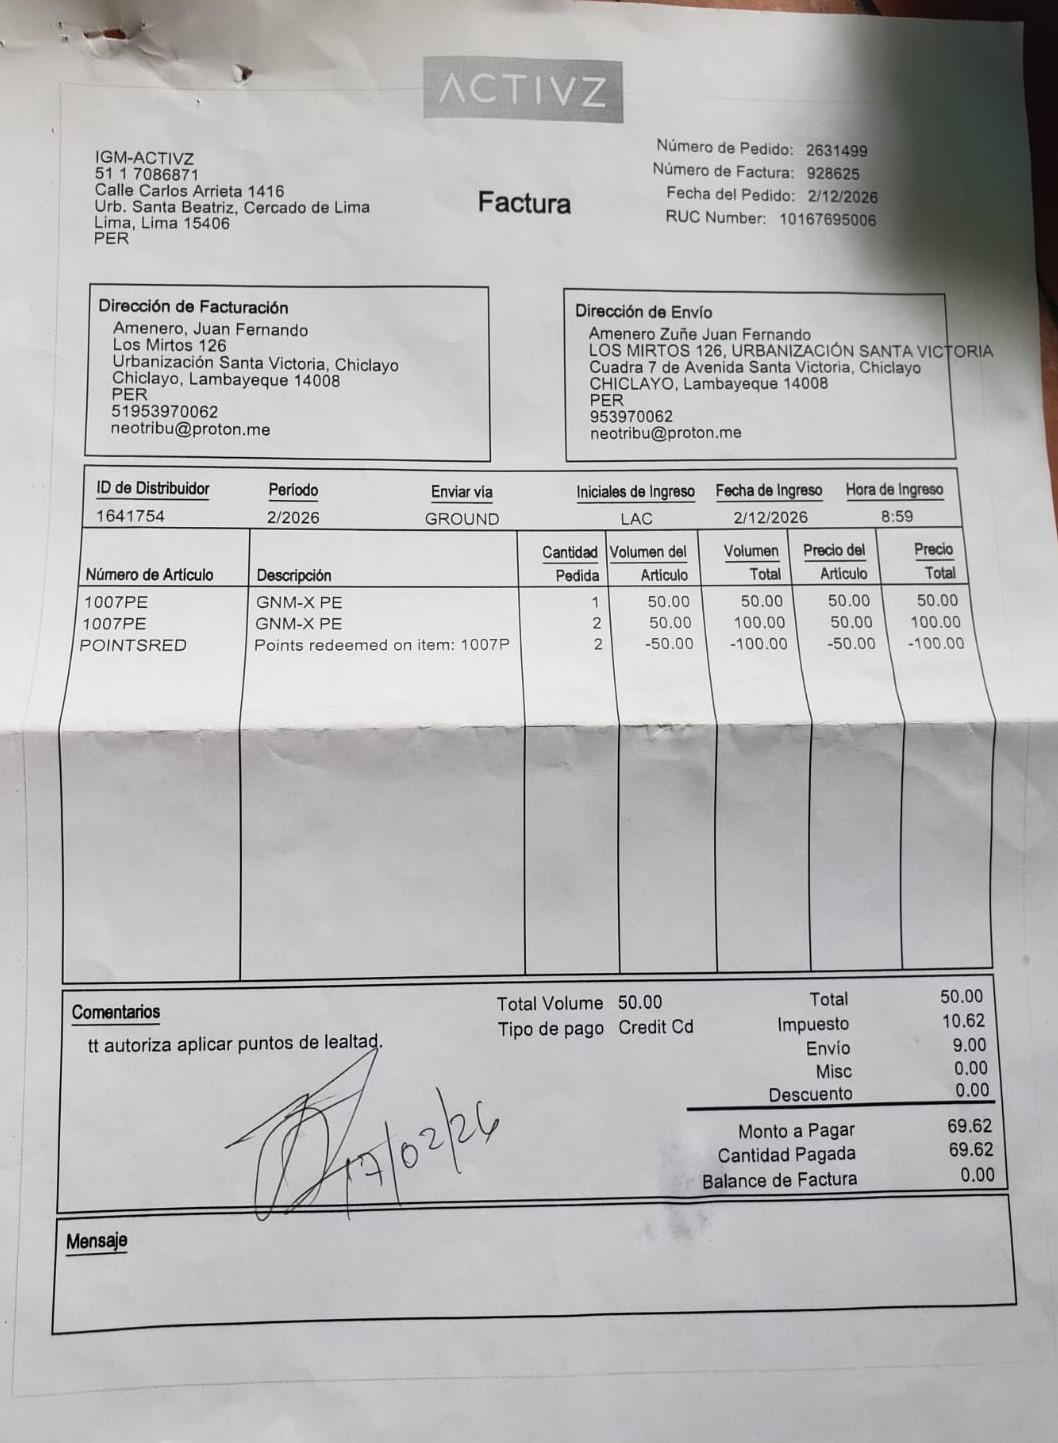 ACTIVZ
IGM-ACTIVZ
51 1 7086871
Calle Carlos Arrieta 1416
Urb. Santa Beatriz, Cercado de Lima
Lima, Lima 15406
PER
Factura
Número de Pedido: 2631499
Número de Factura: 928625
Fecha del Pedido: 2/12/2026
RUC Number: 10167695006
Dirección de Facturación
Amenero, Juan Fernando
Los Mirtos 126
Urbanización Santa Victoria, Chiclayo
Chiclayo, Lambayeque 14008
PER
51953970062
neotribu@proton.me
Dirección de Envío
Amenero Zuñe Juan Fernando
LOS MIRTOS 126, URBANIZACIÓN SANTA VICTORIA
Cuadra 7 de Avenida Santa Victoria, Chiclayo
CHICLAYO, Lambayeque 14008
PER
953970062
neotribu@proton.me
ID de Distribuidor Período Enviar vía Iniciales de Ingreso Fecha de Ingreso Hora de Ingreso
1641754 2/2026 GROUND LAC 2/12/2026 8:59
Cantidad Volumen del Volumen Precio del Precio
Número de Artículo Descripción Pedida Artículo Total Artículo Total
1007PE GNM-X PE 1 50.00 50.00 50.00 50.00
1007PE GNM-X PE 2 50.00 100.00 50.00 100.00
POINTSRED Points redeemed on item: 1007P 2 -50.00 -100.00 -50.00 -100.00
Comentarios
tt autoriza aplicar puntos de lealtad.
17/02/26
Total Volume 50.00
Tipo de pago Credit Cd
Total 50.00
Impuesto 10.62
Envío 9.00
Misc 0.00
Descuento 0.00
Monto a Pagar 69.62
Cantidad Pagada 69.62
Balance de Factura 0.00
Mensaje